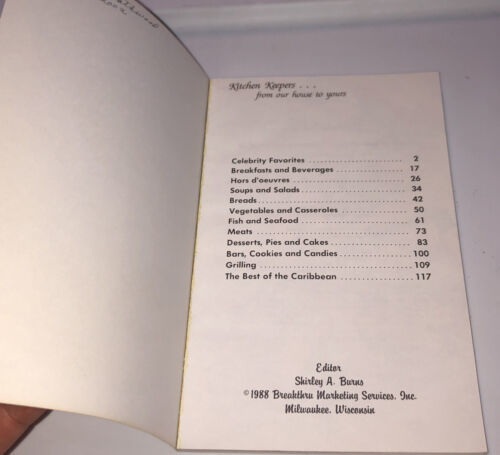 Kitchen Keepers . . .
from our house to yours
Celebrity Favorites ........................ 2
Breakfasts and Beverages .................. 17
Hors d'oeuvres ............................ 26
Soups and Salads .......................... 34
Breads .................................... 42
Vegetables and Casseroles ................. 50
Fish and Seafood .......................... 61
Meats ..................................... 73
Desserts, Pies and Cakes .................. 83
Bars, Cookies and Candies ................. 100
Grilling .................................. 109
The Best of the Caribbean ................. 117
Editor
Shirley A. Burns
©1988 Breakthru Marketing Services, Inc.
Milwaukee, Wisconsin